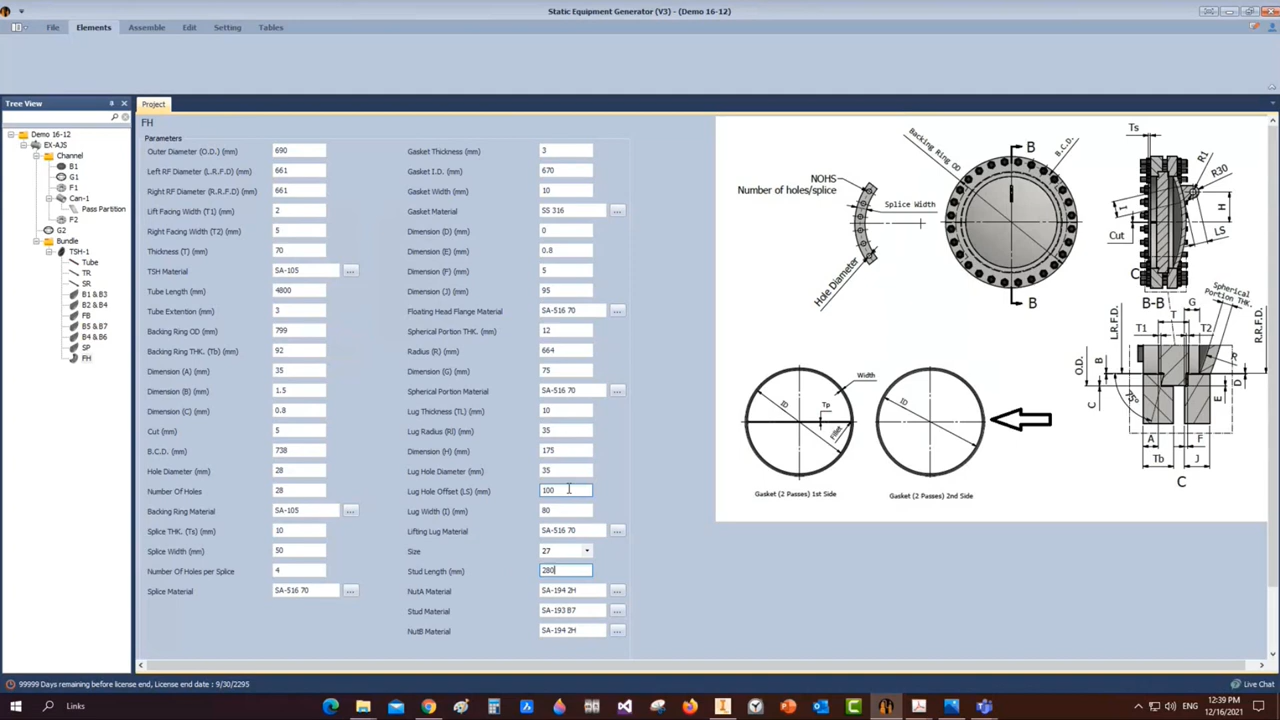 Static Equipment Generator (V3) - (Demo 16-12)
File Elements Assemble Edit Setting Tables
Tree View
Demo 16-12
EX-AJS
Channel
B1
G1
F1
Can-1
Pass Partition
F2
G2
Bundle
TSH-1
Tube
TR
SR
B1 & B3
B2 & B4
FB
B5 & B7
B4 & B6
SP
FH
Project
FH
Parameters
Outer Diameter (O.D.) (mm) 690
Left RF Diameter (L.R.F.D) (mm) 661
Right RF Diameter (R.R.F.D) (mm) 661
Lift Facing Width (T1) (mm) 2
Right Facing Width (T2) (mm) 5
Thickness (T) (mm) 70
TSH Material SA-105 ...
Tube Length (mm) 4800
Tube Extention (mm) 3
Backing Ring OD (mm) 799
Backing Ring THK. (Tb) (mm) 92
Dimension (A) (mm) 35
Dimension (B) (mm) 1.5
Dimension (C) (mm) 0.8
Cut (mm) 5
B.C.D. (mm) 738
Hole Diameter (mm) 28
Number Of Holes 28
Backing Ring Material SA-105 ...
Splice THK. (Ts) (mm) 10
Splice Width (mm) 50
Number Of Holes per Splice 4
Splice Material SA-516 70 ...
Gasket Thickness (mm) 3
Gasket I.D. (mm) 670
Gasket Width (mm) 10
Gasket Material SS 316 ...
Dimension (D) (mm) 0
Dimension (E) (mm) 0.8
Dimension (F) (mm) 5
Dimension (J) (mm) 95
Floating Head Flange Material SA-516 70 ...
Spherical Portion THK. (mm) 12
Radius (R) (mm) 664
Dimension (G) (mm) 75
Spherical Portion Material SA-516 70 ...
Lug Thickness (TL) (mm) 10
Lug Radius (Rl) (mm) 35
Dimension (H) (mm) 175
Lug Hole Diameter (mm) 35
Lug Hole Offset (LS) (mm) 100
Lug Width (I) (mm) 80
Lifting Lug Material SA-516 70 ...
Size 27
Stud Length (mm) 280
NutA Material SA-194 2H ...
Stud Material SA-193 B7 ...
NutB Material SA-194 2H ...
NOHS
Number of holes/splice
Splice Width
Hole Diameter
Backing Ring OD
B
B.C.D.
B
Ts
R1
R30
I
H
Cut
LS
C
B-B
Spherical
Portion THK.
T
G
T1
T2
L.R.F.D.
R.R.F.D.
O.D.
B
R
D
C
75°
E
A
F
Tb
J
C
Width
ID
Tp
Fillet
ID
Gasket (2 Passes) 1st Side
Gasket (2 Passes) 2nd Side
99999 Days remaining before license end, License end date : 9/30/2295
Live Chat
Links
ENG
12:39 PM
12/16/2021